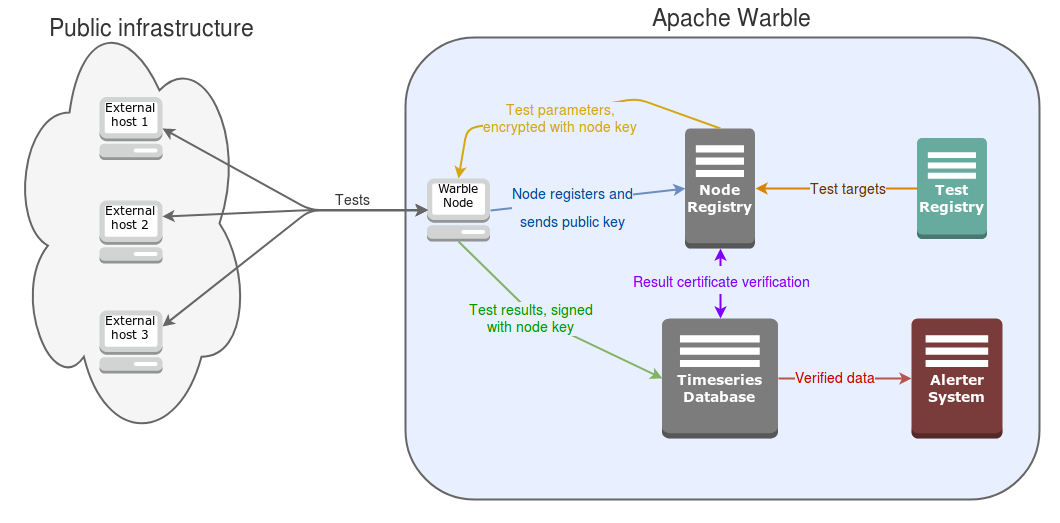 Public infrastructure
Apache Warble
External
host 1
External
host 2
External
host 3
Tests
Warble
Node
Test parameters,
encrypted with node key
Node registers and
sends public key
Node
Registry
Test targets
Test
Registry
Result certificate verification
Test results, signed
with node key
Timeseries
Database
Verified data
Alerter
System